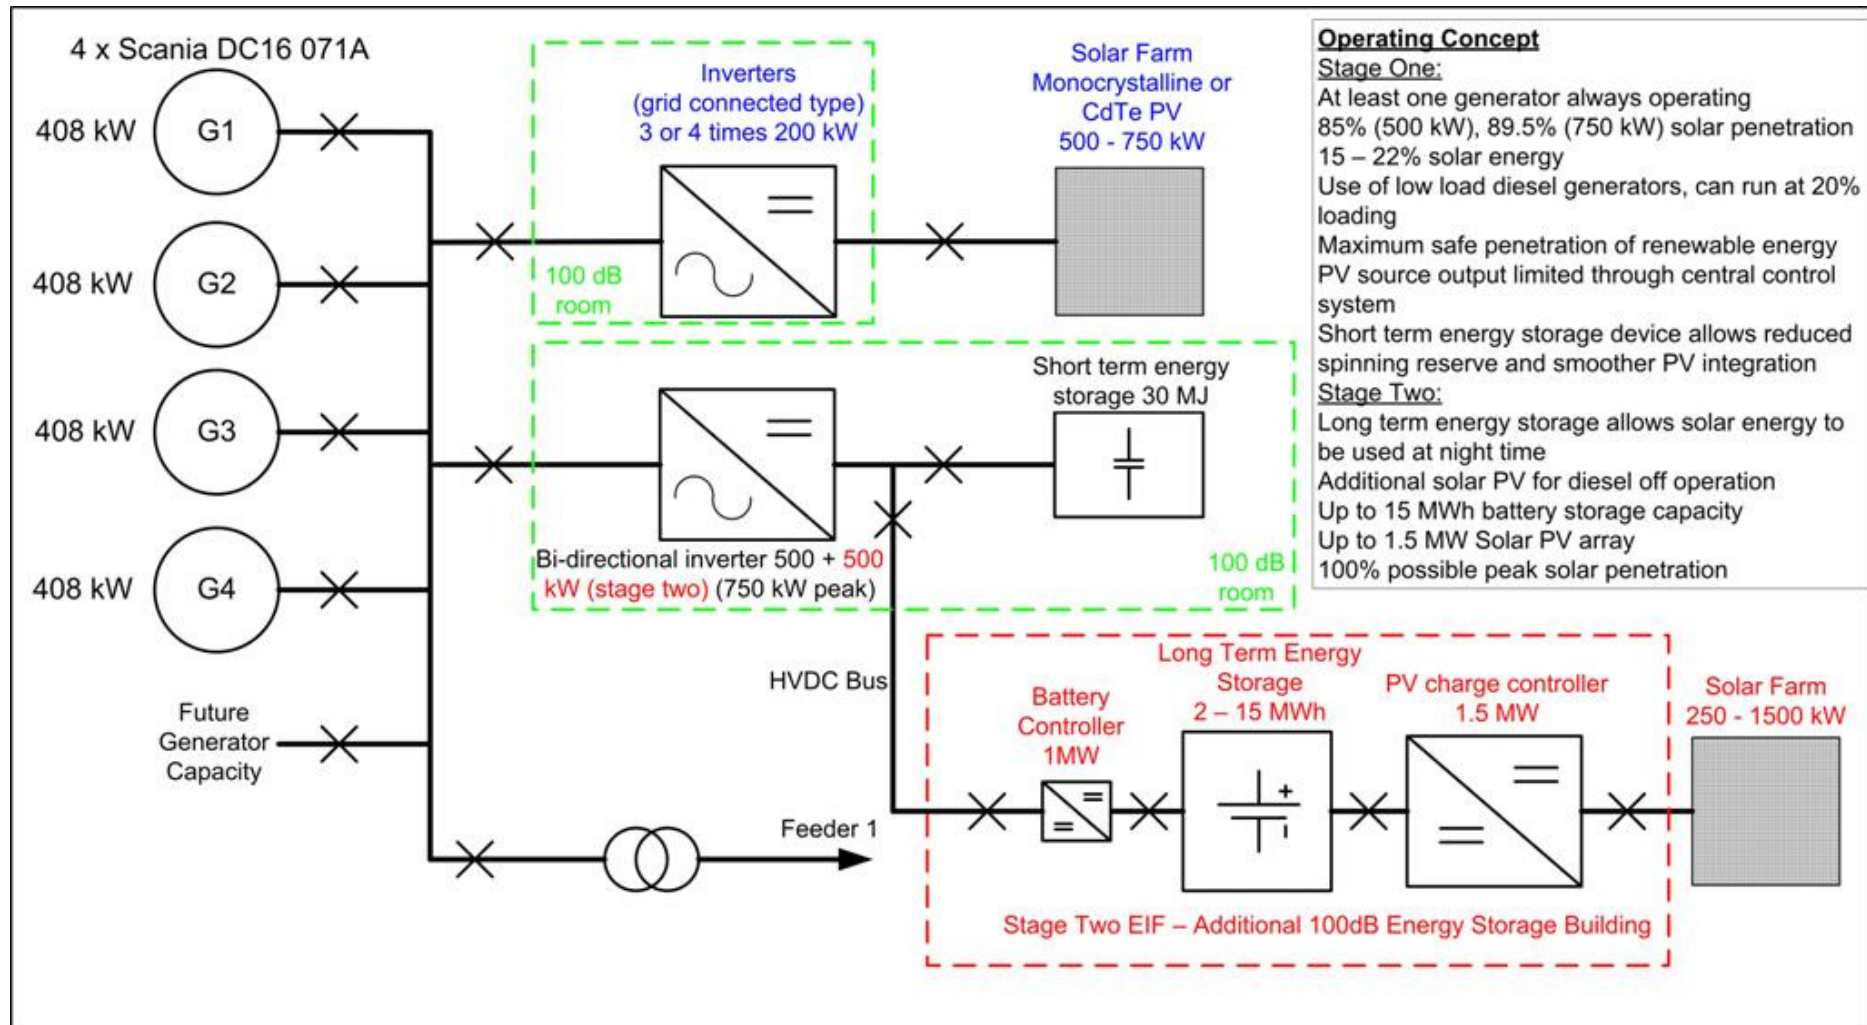 4 x Scania DC16 071A
408 kW
G1
408 kW
G2
408 kW
G3
408 kW
G4
Future
Generator
Capacity
Inverters
(grid connected type)
3 or 4 times 200 kW
100 dB
room
Solar Farm
Monocrystalline or
CdTe PV
500 - 750 kW
Short term energy
storage 30 MJ
Bi-directional inverter 500 + 500
kW (stage two) (750 kW peak)
100 dB
room
HVDC Bus
Feeder 1
Long Term Energy
Storage
2 – 15 MWh
Battery
Controller
1MW
PV charge controller
1.5 MW
Solar Farm
250 - 1500 kW
Stage Two EIF – Additional 100dB Energy Storage Building
Operating Concept
Stage One:
At least one generator always operating
85% (500 kW), 89.5% (750 kW) solar penetration
15 – 22% solar energy
Use of low load diesel generators, can run at 20%
loading
Maximum safe penetration of renewable energy
PV source output limited through central control
system
Short term energy storage device allows reduced
spinning reserve and smoother PV integration
Stage Two:
Long term energy storage allows solar energy to
be used at night time
Additional solar PV for diesel off operation
Up to 15 MWh battery storage capacity
Up to 1.5 MW Solar PV array
100% possible peak solar penetration